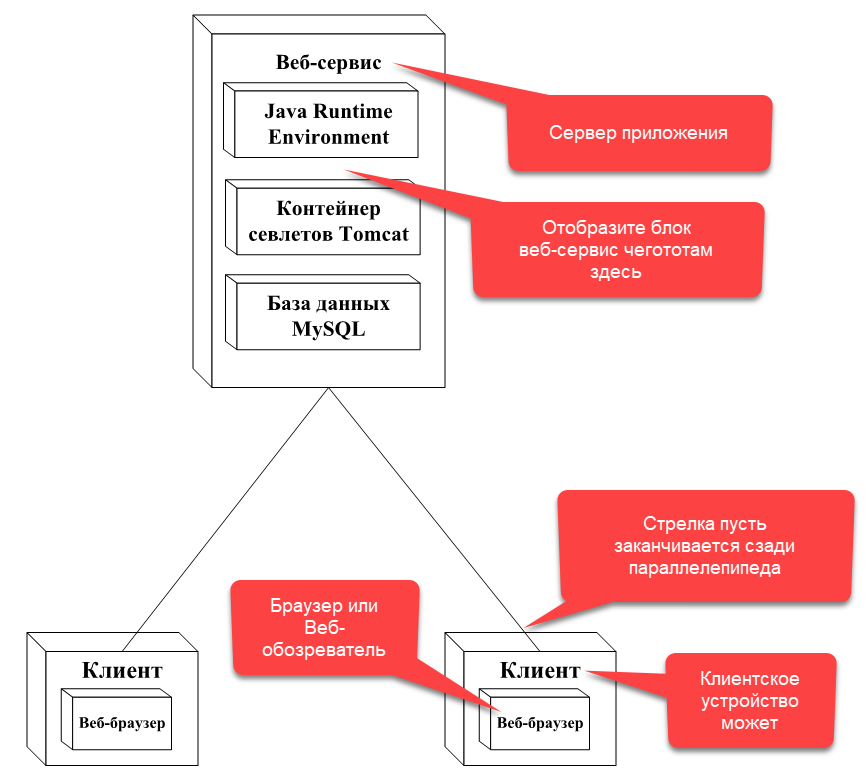 Веб-сервис
Java Runtime
Environment
Сервер приложения
Контейнер
севлетов Tomcat
Отобразите блок
веб-сервис чегототам
здесь
База данных
MySQL
Стрелка пусть
заканчивается сзади
параллелепипеда
Браузер или
Веб-
обозреватель
Клиент
Веб-браузер
Клиент
Веб-браузер
Клиентское
устройство
может